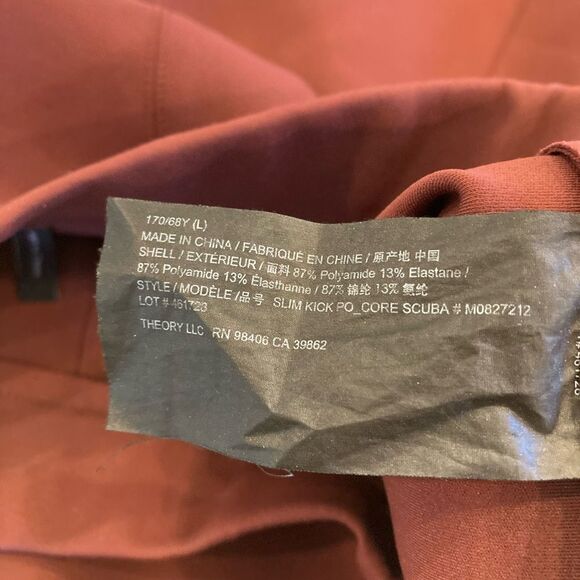 170/68Y (L)
MADE IN CHINA / FABRIQUÉ EN CHINE / 原产地 中国
SHELL / EXTÉRIEUR / 面料 87% Polyamide 13% Elastane /
87% Polyamide 13% Élasthanne / 87% 锦纶 13% 氨纶
STYLE / MODÈLE / 品号 SLIM KICK PO_CORE SCUBA # M0827212
LOT # 461726
THEORY LLC RN 98406 CA 39862